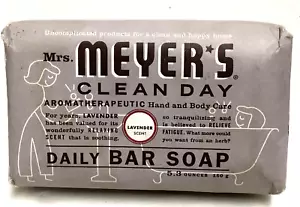 Uncomplicated products for a clean and happy home
Mrs. MEYER'S®
CLEAN DAY
AROMATHERAPEUTIC Hand and Body Care
For years, LAVENDER
has been valued for its
wonderfully RELAXING
SCENT that is soothing,
LAVENDER
SCENT
so tranquilizing and
is believed to RELIEVE
FATIGUE. What more could
you want from an herb?
DAILY BAR SOAP
5.3 OUNCES 150 g